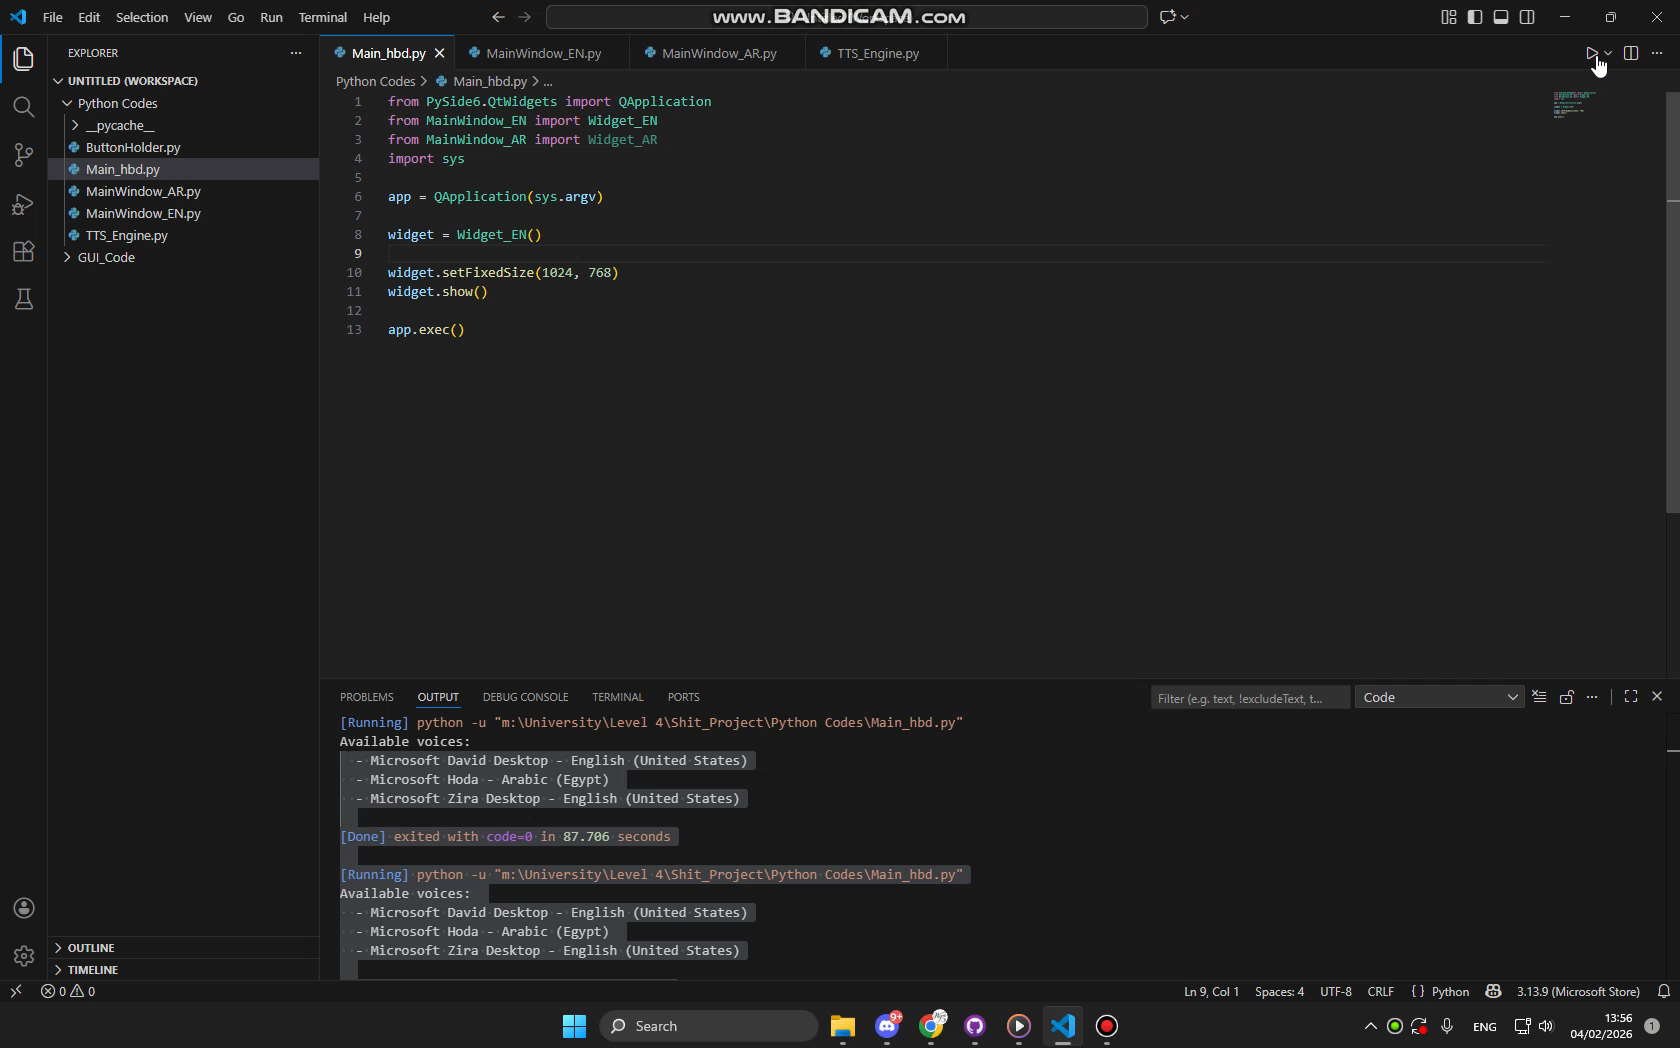 File Edit Selection View Go Run Terminal Help
www.BANDICAM.com
EXPLORER
Main_hbd.py
MainWindow_EN.py
MainWindow_AR.py
TTS_Engine.py
UNTITLED (WORKSPACE)
Python Codes
__pycache__
ButtonHolder.py
Main_hbd.py
MainWindow_AR.py
MainWindow_EN.py
TTS_Engine.py
GUI_Code
Python Codes > Main_hbd.py > ...
1 from PySide6.QtWidgets import QApplication
2 from MainWindow_EN import Widget_EN
3 from MainWindow_AR import Widget_AR
4 import sys
5
6 app = QApplication(sys.argv)
7
8 widget = Widget_EN()
9
10 widget.setFixedSize(1024, 768)
11 widget.show()
12
13 app.exec()
PROBLEMS OUTPUT DEBUG CONSOLE TERMINAL PORTS
Filter (e.g. text, !excludeText, t...
Code
[Running] python -u "m:\University\Level 4\Shit_Project\Python Codes\Main_hbd.py"
Available voices:
- Microsoft David Desktop - English (United States)
- Microsoft Hoda - Arabic (Egypt)
- Microsoft Zira Desktop - English (United States)
[Done] exited with code=0 in 87.706 seconds
[Running] python -u "m:\University\Level 4\Shit_Project\Python Codes\Main_hbd.py"
Available voices:
- Microsoft David Desktop - English (United States)
- Microsoft Hoda - Arabic (Egypt)
- Microsoft Zira Desktop - English (United States)
OUTLINE
TIMELINE
0 0
Ln 9, Col 1 Spaces: 4 UTF-8 CRLF { } Python 3.13.9 (Microsoft Store)
Search
9+
ENG
13:56
04/02/2026
1